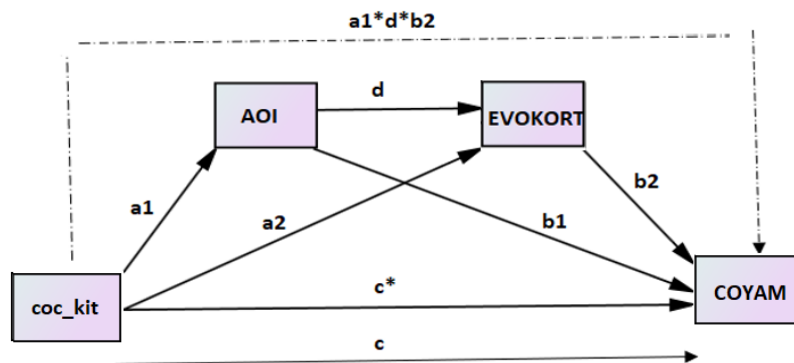 a1*d*b2
AOI
d
EVOKORT
a1
a2
b1
b2
coc_kit
c*
COYAM
c